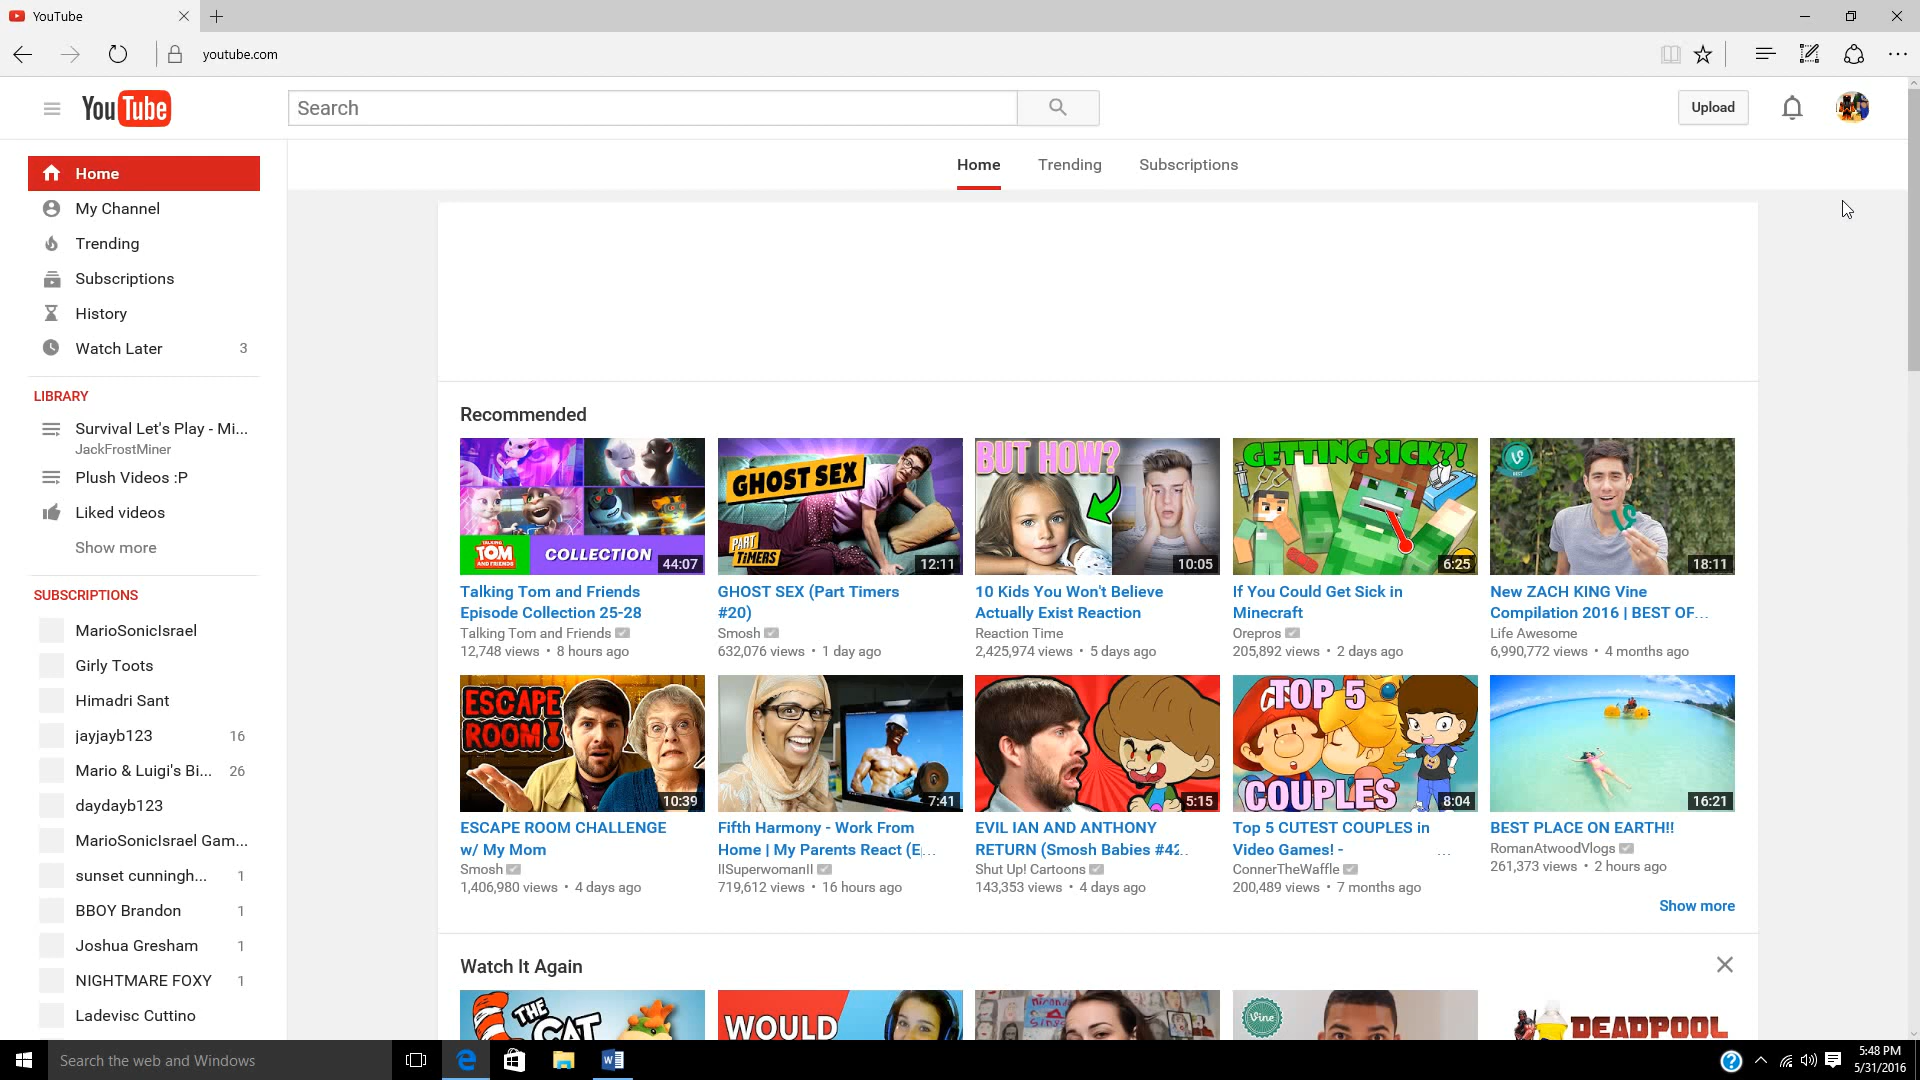 YouTube
youtube.com
YouTube
Search
Upload
Home
Trending
Subscriptions
Home
My Channel
Trending
Subscriptions
History
Watch Later 3
LIBRARY
Survival Let's Play - Mi...
JackFrostMiner
Plush Videos :P
Liked videos
Show more
SUBSCRIPTIONS
MarioSonicIsrael
Girly Toots
Himadri Sant
jayjayb123 16
Mario & Luigi's Bi... 26
daydayb123
MarioSonicIsrael Gam...
sunset cunningh... 1
BBOY Brandon 1
Joshua Gresham 1
NIGHTMARE FOXY 1
Ladevisc Cuttino
Recommended
TALKING
TOM
AND FRIENDS
COLLECTION
44:07
Talking Tom and Friends
Episode Collection 25-28
Talking Tom and Friends
12,748 views • 8 hours ago
GHOST SEX
PART
TIMERS
12:11
GHOST SEX (Part Timers
#20)
Smosh
632,076 views • 1 day ago
BUT HOW?
10:05
10 Kids You Won't Believe
Actually Exist Reaction
Reaction Time
2,425,974 views • 5 days ago
GETTING SICK?!
6:25
If You Could Get Sick in
Minecraft
Orepros
205,892 views • 2 days ago
BEST
18:11
New ZACH KING Vine
Compilation 2016 | BEST OF...
Life Awesome
6,990,772 views • 4 months ago
ESCAPE
ROOM!
10:39
ESCAPE ROOM CHALLENGE
w/ My Mom
Smosh
1,406,980 views • 4 days ago
7:41
Fifth Harmony - Work From
Home | My Parents React (E...
IISuperwomanII
719,612 views • 16 hours ago
5:15
EVIL IAN AND ANTHONY
RETURN (Smosh Babies #42...
Shut Up! Cartoons
143,353 views • 4 days ago
TOP 5
COUPLES
8:04
Top 5 CUTEST COUPLES in
Video Games! - ...
ConnerTheWaffle
200,489 views • 7 months ago
16:21
BEST PLACE ON EARTH!!
RomanAtwoodVlogs
261,373 views • 2 hours ago
Show more
Watch It Again
THE
CAT
WOULD
Vine
DEADPOOL
Search the web and Windows
5:48 PM
5/31/2016